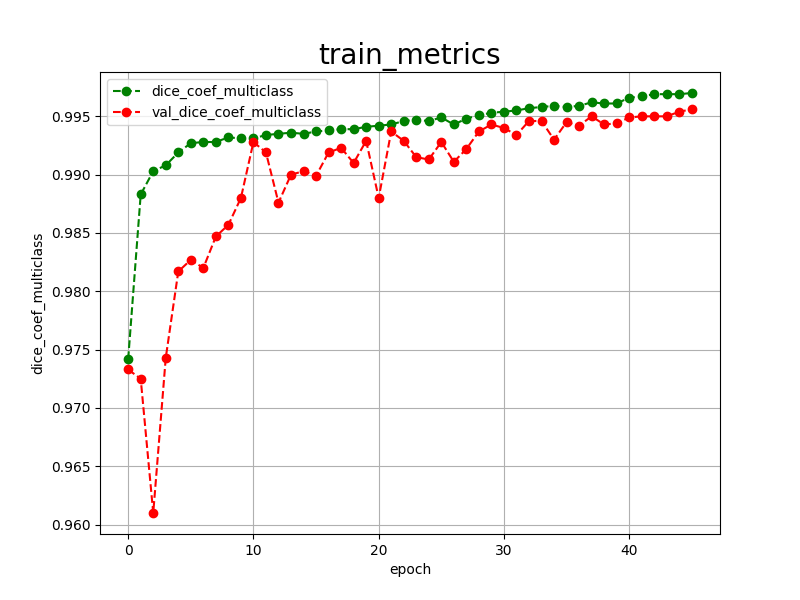 train_metrics
dice_coef_multiclass
val_dice_coef_multiclass
0.995
0.990
0.985
0.980
0.975
0.970
0.965
0.960
dice_coef_multiclass
0 10 20 30 40
epoch